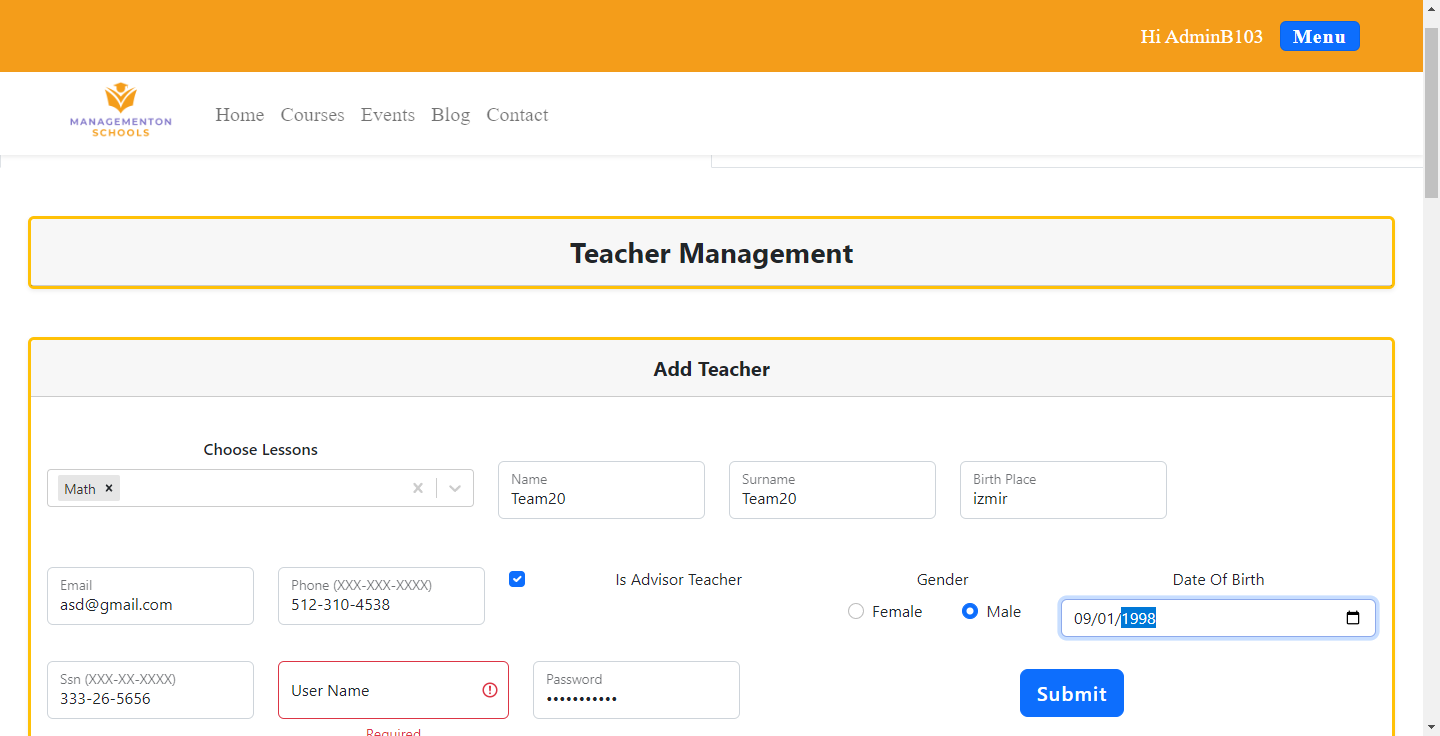 Hi AdminB103 Menu
MANAGEMENTON
SCHOOLS
Home Courses Events Blog Contact
Teacher Management
Add Teacher
Choose Lessons
Math
Name
Team20
Surname
Team20
Birth Place
izmir
Email
asd@gmail.com
Phone (XXX-XXX-XXXX)
512-310-4538
Is Advisor Teacher
Gender
Female Male
Date Of Birth
09/01/1998
Ssn (XXX-XX-XXXX)
333-26-5656
User Name
Required
Password
•••••••••••
Submit